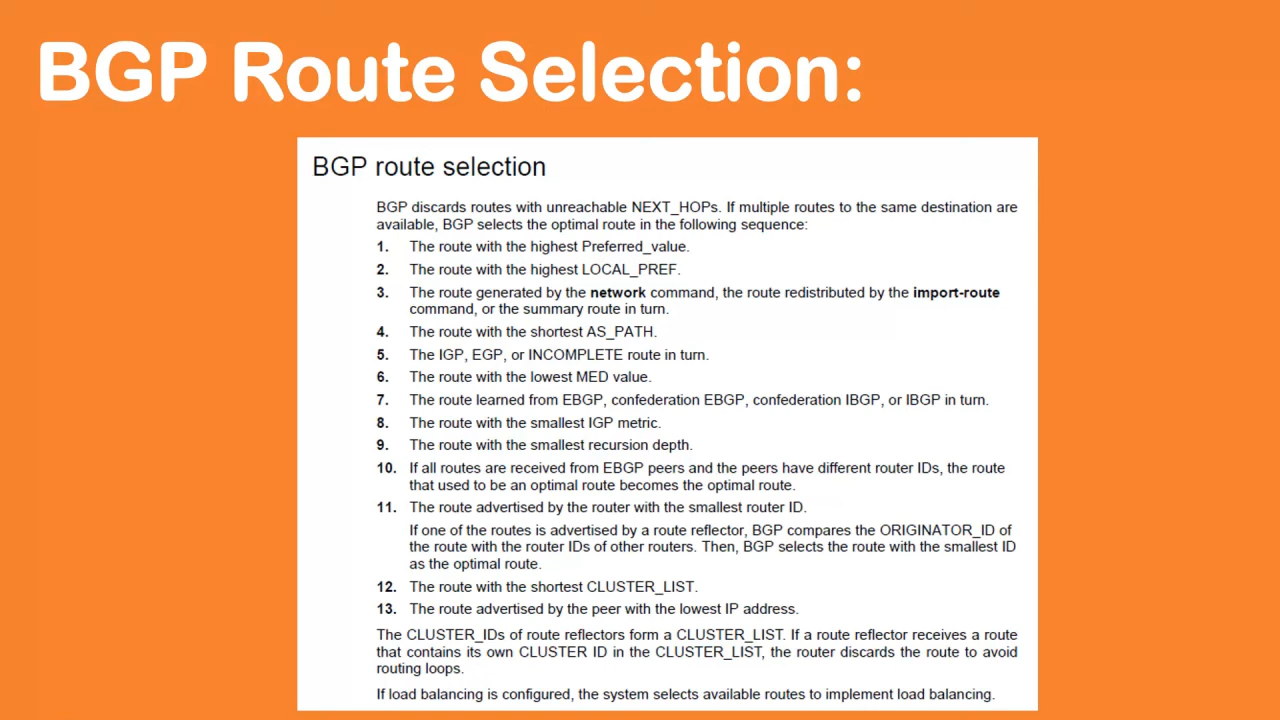 BGP Route Selection:
BGP route selection
BGP discards routes with unreachable NEXT_HOPs. If multiple routes to the same destination are
available, BGP selects the optimal route in the following sequence:
1. The route with the highest Preferred_value.
2. The route with the highest LOCAL_PREF.
3. The route generated by the network command, the route redistributed by the import-route
command, or the summary route in turn.
4. The route with the shortest AS_PATH.
5. The IGP, EGP, or INCOMPLETE route in turn.
6. The route with the lowest MED value.
7. The route learned from EBGP, confederation EBGP, confederation IBGP, or IBGP in turn.
8. The route with the smallest IGP metric.
9. The route with the smallest recursion depth.
10. If all routes are received from EBGP peers and the peers have different router IDs, the route
that used to be an optimal route becomes the optimal route.
11. The route advertised by the router with the smallest router ID.
If one of the routes is advertised by a route reflector, BGP compares the ORIGINATOR_ID of
the route with the router IDs of other routers. Then, BGP selects the route with the smallest ID
as the optimal route.
12. The route with the shortest CLUSTER_LIST.
13. The route advertised by the peer with the lowest IP address.
The CLUSTER_IDs of route reflectors form a CLUSTER_LIST. If a route reflector receives a route
that contains its own CLUSTER ID in the CLUSTER_LIST, the router discards the route to avoid
routing loops.
If load balancing is configured, the system selects available routes to implement load balancing.